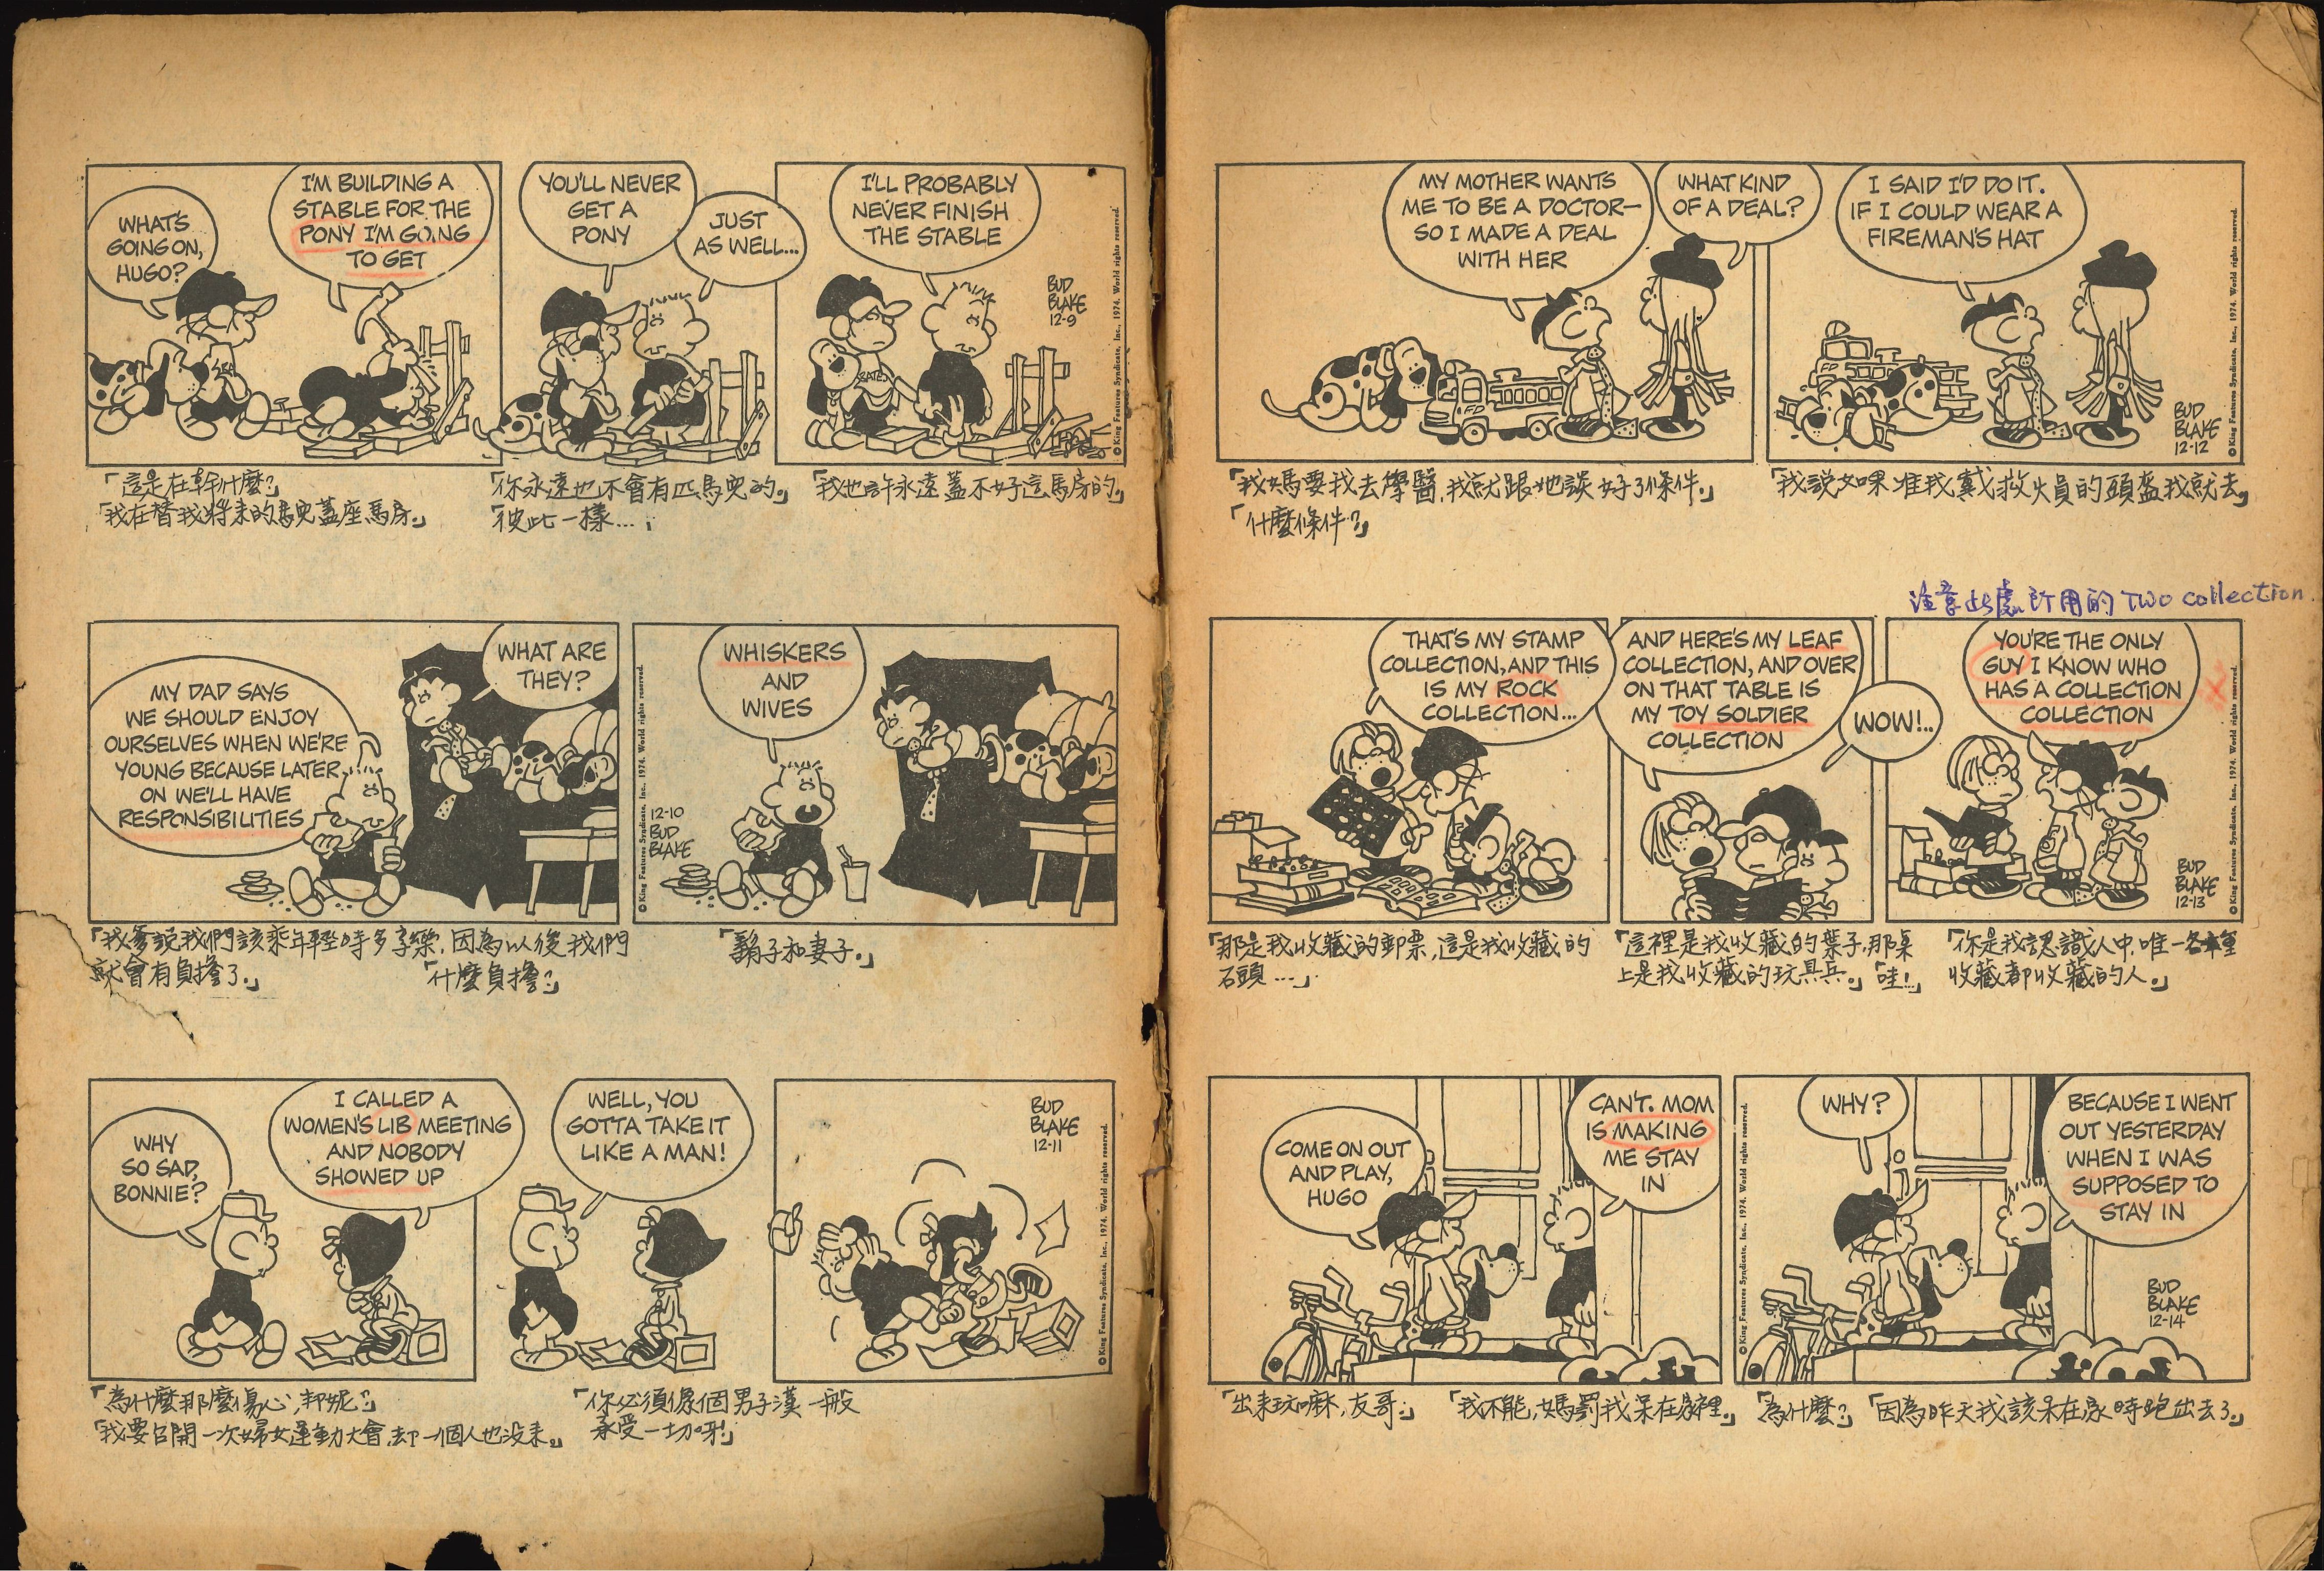 WHAT'S
GOING ON,
HUGO?
I'M BUILDING A
STABLE FOR THE
PONY I'M GOING
TO GET
YOU'LL NEVER
GET A
PONY
JUST
AS WELL...
I'LL PROBABLY
NEVER FINISH
THE STABLE
BUD
BLAKE
12-9
© King Features Syndicate, Inc., 1974. World rights reserved.
「這是在幹什麼?」
「我在替我將來的馬兒蓋座馬房。」
「你永遠也不會有匹馬兒的。」
「彼此一樣…」
「我也許永遠蓋不好這馬房的。」
MY DAD SAYS
WE SHOULD ENJOY
OURSELVES WHEN WE'RE
YOUNG BECAUSE LATER
ON WE'LL HAVE
RESPONSIBILITIES
WHAT ARE
THEY?
© King Features Syndicate, Inc., 1974. World rights reserved.
WHISKERS
AND
WIVES
12-10
BUD
BLAKE
「我爹說我們該乘年輕時多享樂,因為以後我們
就會有負擔了。」
「什麼負擔?」
「鬍子和妻子。」
WHY
SO SAD,
BONNIE?
I CALLED A
WOMEN'S LIB MEETING
AND NOBODY
SHOWED UP
WELL, YOU
GOTTA TAKE IT
LIKE A MAN!
BUD
BLAKE
12-11
© King Features Syndicate, Inc., 1974. World rights reserved.
「為什麼那麼傷心,邦妮?」
「我要召開一次婦女運動大會,却一個人也沒來。」
「你必須像個男子漢一般
承受一切呀!」
MY MOTHER WANTS
ME TO BE A DOCTOR—
SO I MADE A DEAL
WITH HER
WHAT KIND
OF A DEAL?
I SAID I'D DO IT.
IF I COULD WEAR A
FIREMAN'S HAT
BUD
BLAKE
12-12
© King Features Syndicate, Inc., 1974. World rights reserved.
「我媽要我去學醫,我就跟她談好了條件。」
「什麼條件?」
「我說如果准我戴救火員的頭盔我就去」
注意此處所用的 Two collection.
THAT'S MY STAMP
COLLECTION, AND THIS
IS MY ROCK
COLLECTION...
AND HERE'S MY LEAF
COLLECTION, AND OVER
ON THAT TABLE IS
MY TOY SOLDIER
COLLECTION
WOW!..
YOU'RE THE ONLY
GUY I KNOW WHO
HAS A COLLECTION
COLLECTION
BUD
BLAKE
12-13
© King Features Syndicate, Inc., 1974. World rights reserved.
「那是我收藏的郵票,這是我收藏的
石頭…」
「這裡是我收藏的葉子,那桌
上是我收藏的玩具兵。」「哇!」
「你是我認識人中,唯一各種
收藏都收藏的人。」
COME ON OUT
AND PLAY,
HUGO
CAN'T. MOM
IS MAKING
ME STAY
IN
© King Features Syndicate, Inc., 1974. World rights reserved.
WHY?
BECAUSE I WENT
OUT YESTERDAY
WHEN I WAS
SUPPOSED TO
STAY IN
BUD
BLAKE
12-14
「出來玩嘛,友哥」
「我不能,媽罰我呆在家裡。」
「為什麼?」
「因為昨天我該呆在家時跑出去了。」